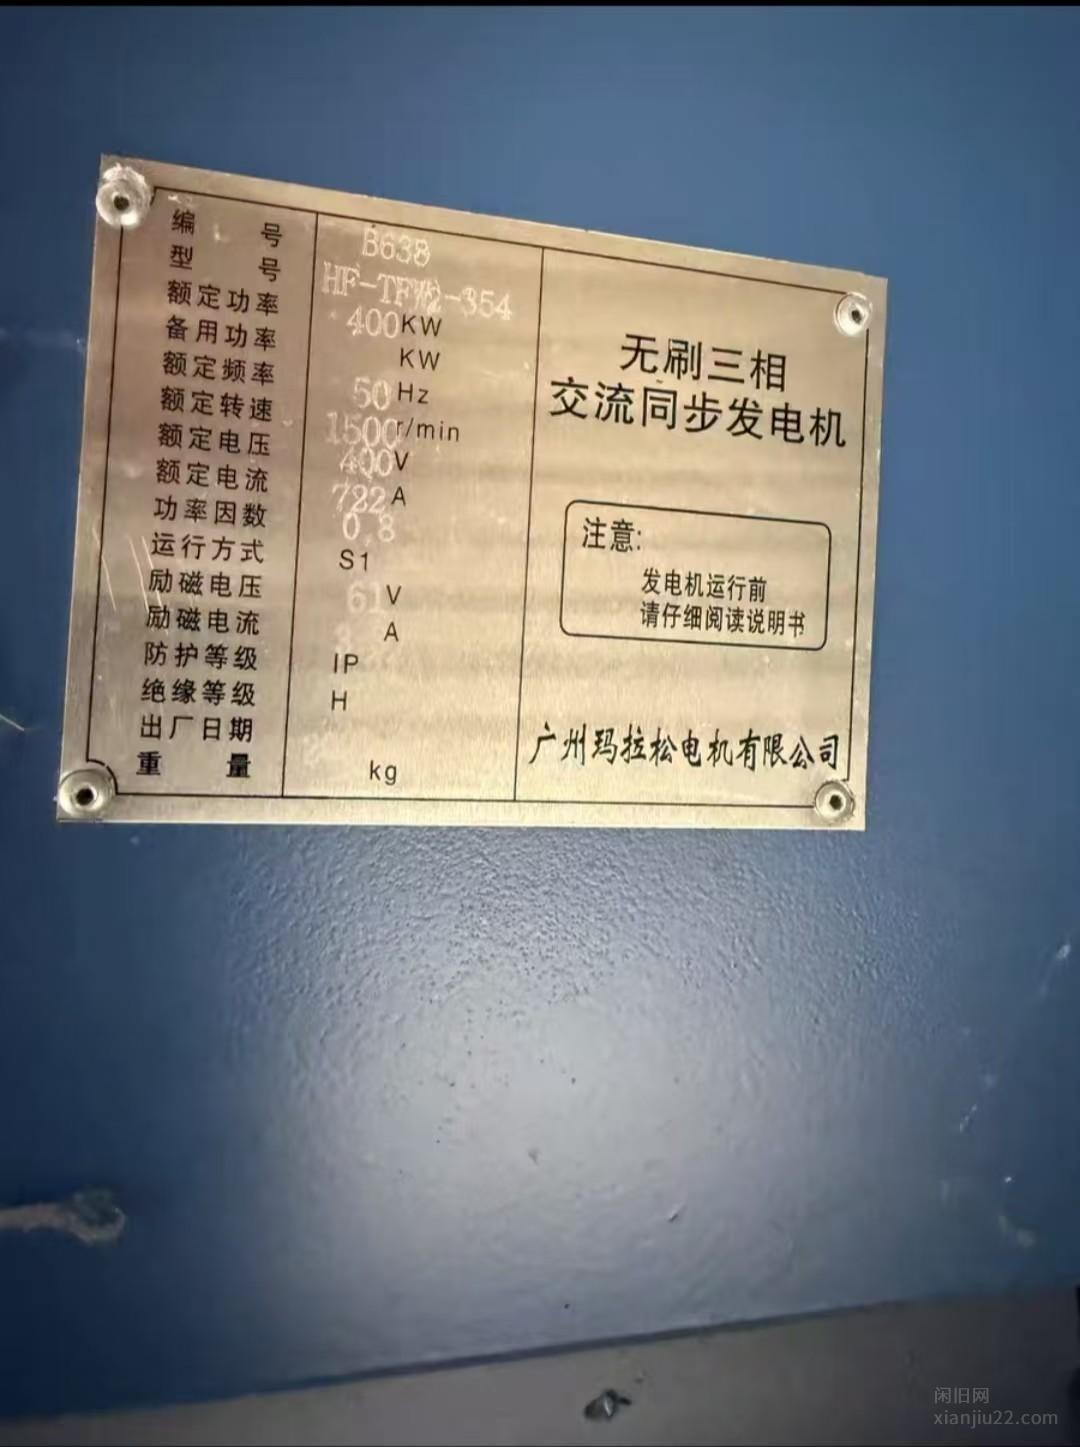 编号 B638
型号 HF-TFW2-354
额定功率 400KW
备用功率 KW
额定频率 50Hz
额定转速 1500r/min
额定电压 400V
额定电流 722A
功率因数 0.8
运行方式 S1
励磁电压 61V
励磁电流 A
防护等级 IP
绝缘等级 H
出厂日期
重量 kg
无刷三相
交流同步发电机
注意:
发电机运行前
请仔细阅读说明书
广州玛拉松电机有限公司
闲旧网
xianjiu22.com